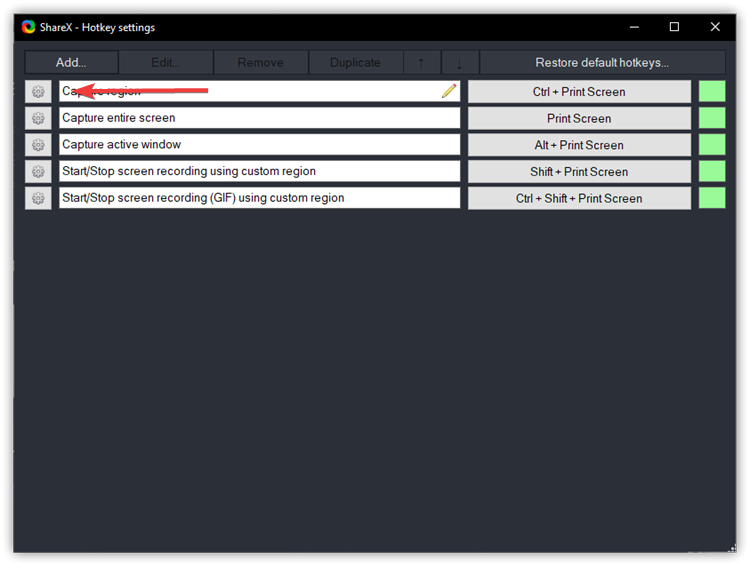 ShareX - Hotkey settings
Add... Edit... Remove Duplicate ↑ ↓ Restore default hotkeys...
Capture region Ctrl + Print Screen
Capture entire screen Print Screen
Capture active window Alt + Print Screen
Start/Stop screen recording using custom region Shift + Print Screen
Start/Stop screen recording (GIF) using custom region Ctrl + Shift + Print Screen